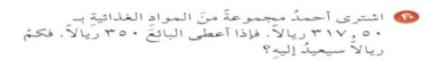 ٢٦ اشترى أحمدُ مجموعةً منَ الموادِ الغذائيةِ بـ
٣١٧,٥٠ ريالاً. فإذا أعطى البائعَ ٣٥٠ ريالاً. فكمْ
ريالاً سيعيدُ إليهِ؟